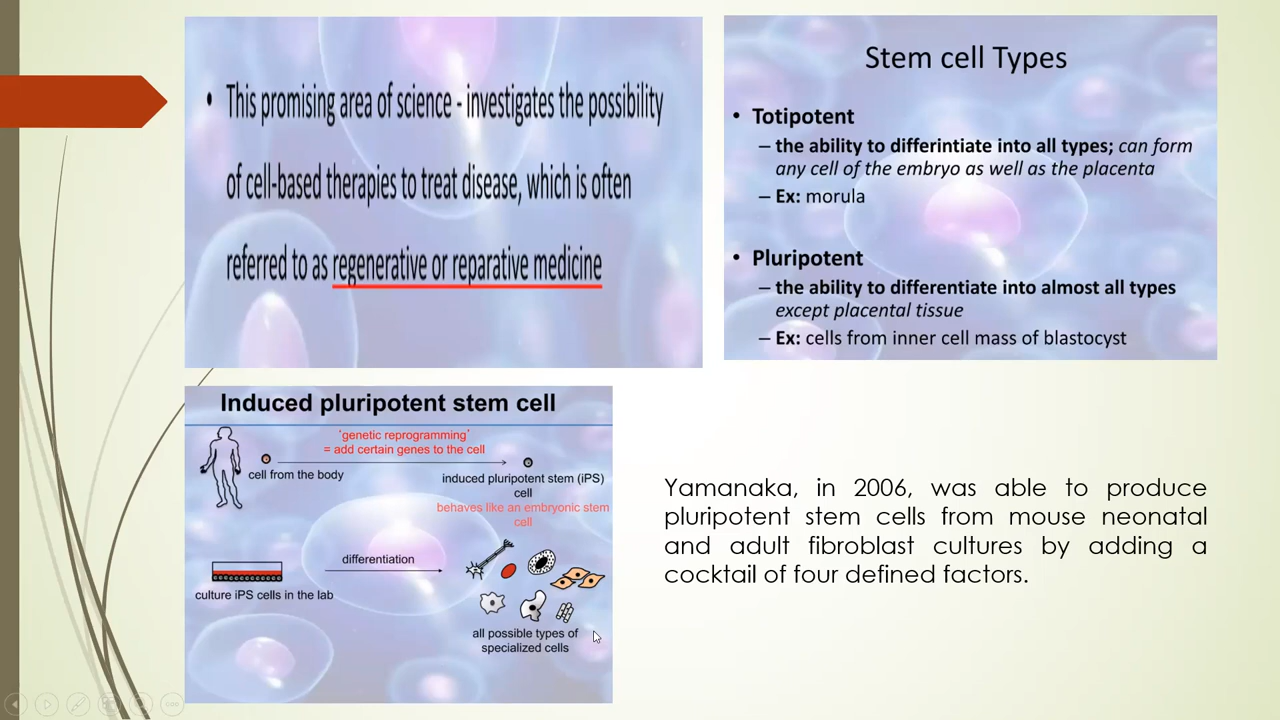 • This promising area of science - investigates the possibility
of cell-based therapies to treat disease, which is often
referred to as regenerative or reparative medicine
Stem cell Types
• Totipotent
– the ability to differintiate into all types; can form
any cell of the embryo as well as the placenta
– Ex: morula
• Pluripotent
– the ability to differentiate into almost all types
except placental tissue
– Ex: cells from inner cell mass of blastocyst
Induced pluripotent stem cell
‘genetic reprogramming’
= add certain genes to the cell
cell from the body
induced pluripotent stem (iPS)
cell
behaves like an embryonic stem
cell
differentiation
culture iPS cells in the lab
all possible types of
specialized cells
Yamanaka, in 2006, was able to produce
pluripotent stem cells from mouse neonatal
and adult fibroblast cultures by adding a
cocktail of four defined factors.